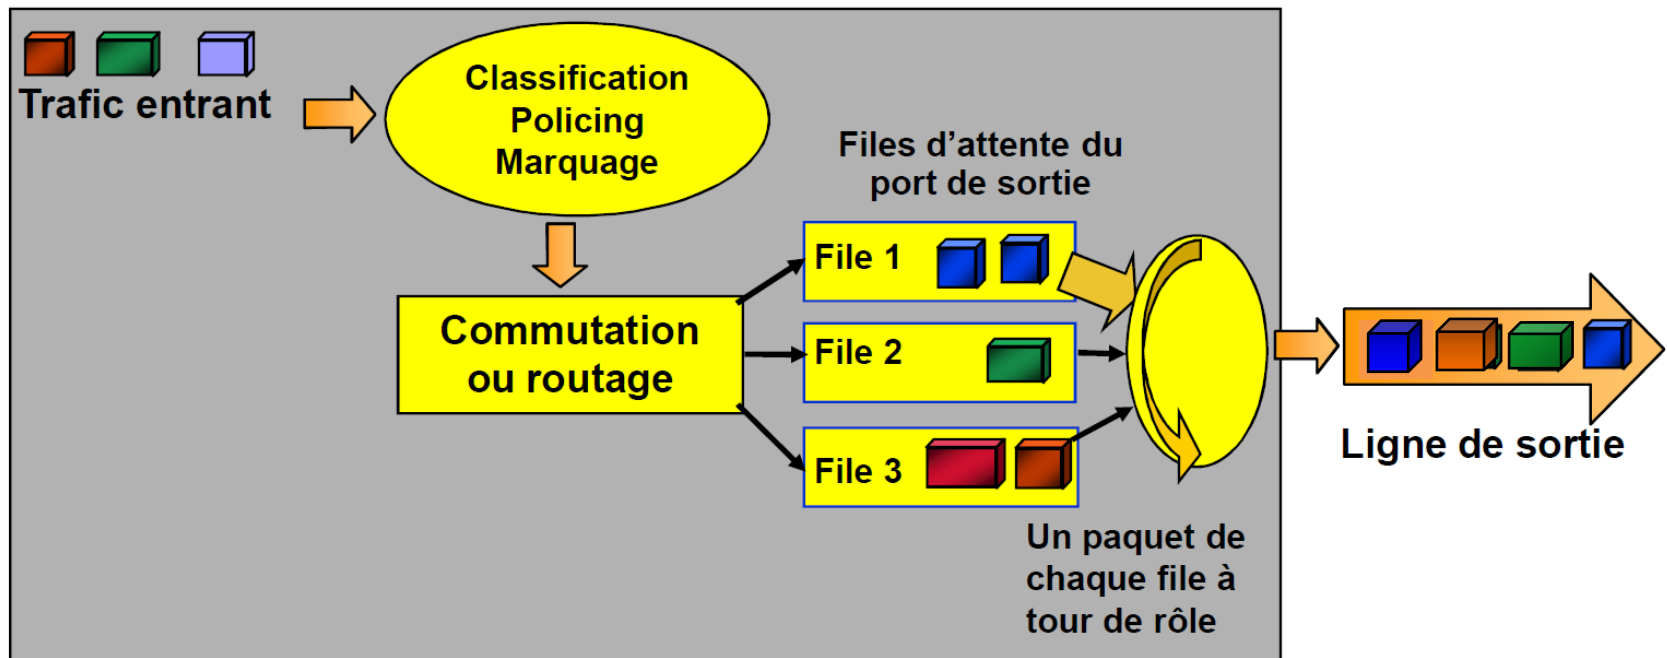 Trafic entrant
Classification
Policing
Marquage
Files d’attente du
port de sortie
File 1
Commutation
ou routage
File 2
File 3
Ligne de sortie
Un paquet de
chaque file à
tour de rôle